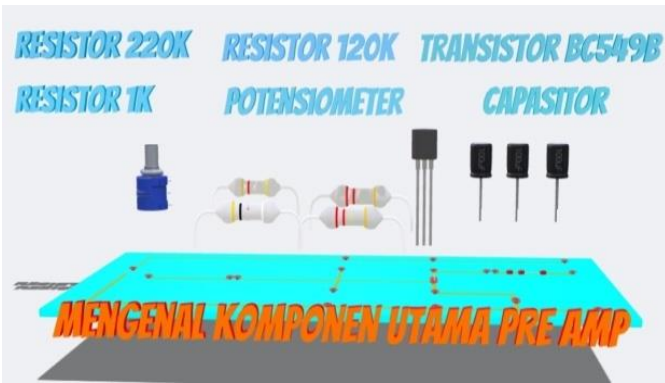 RESISTOR 220K RESISTOR 120K TRANSISTOR BC549B
RESISTOR 1K POTENSIOMETER CAPASITOR
MENGENAL KOMPONEN UTAMA PRE AMP